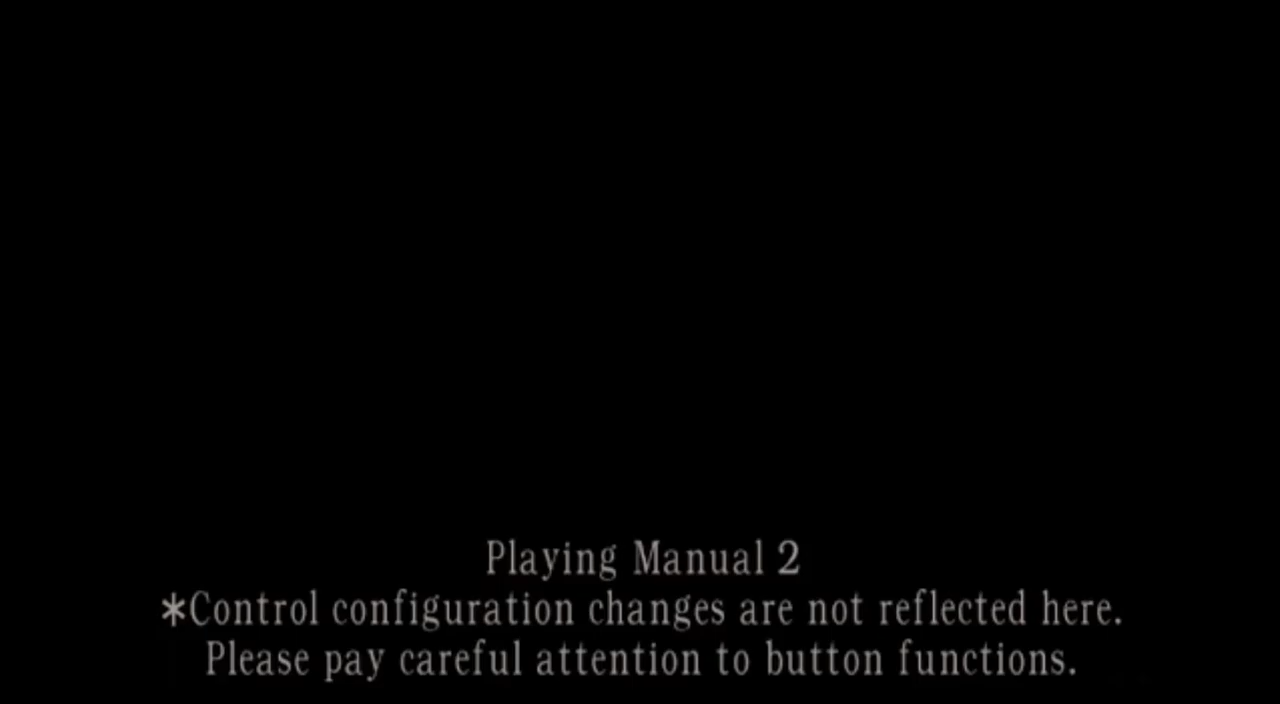 Playing Manual 2
*Control configuration changes are not reflected here.
Please pay careful attention to button functions.